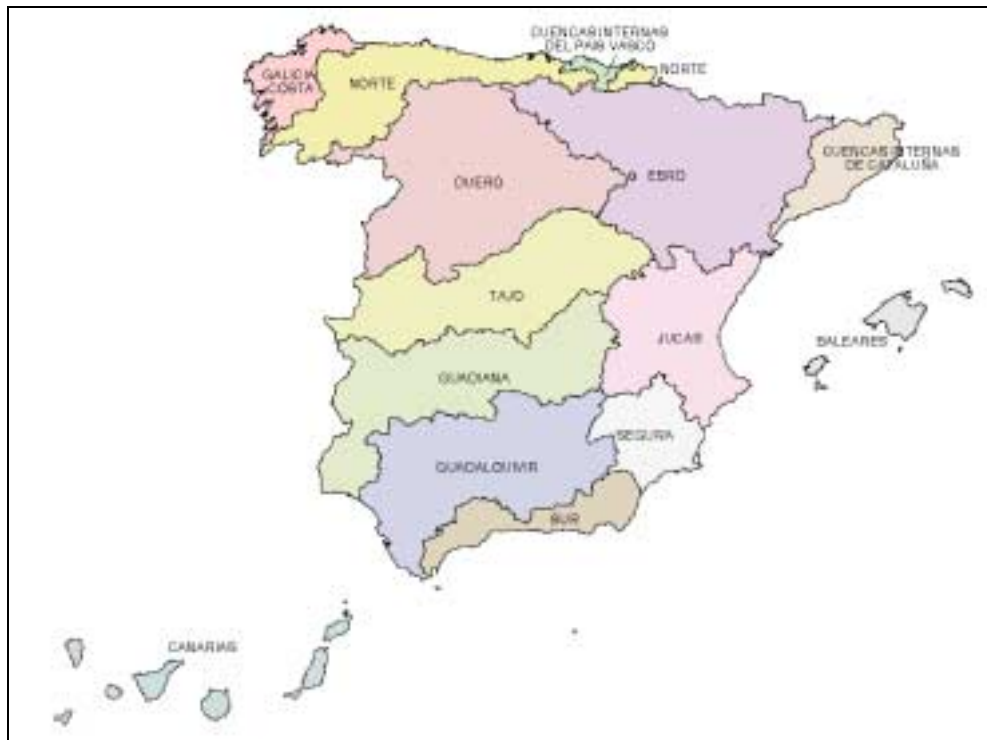 CUENCAS INTERNAS
DEL PAIS VASCO
GALICIA
COSTA
NORTE
NORTE
CUENCAS INTERNAS
DE CATALUÑA
DUERO
EBRO
TAJO
JUCAR
BALEARES
GUADIANA
SEGURA
GUADALQUIVIR
SUR
CANARIAS